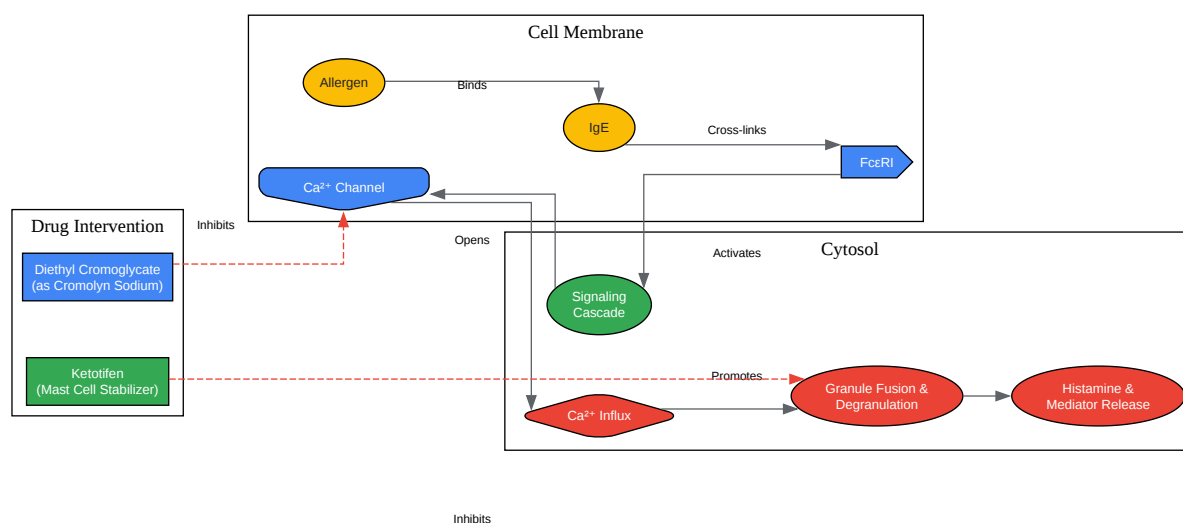 Cell Membrane
Allergen
Binds
IgE
Cross-links
FcεRI
Ca²⁺ Channel
Drug Intervention
Inhibits
Opens
Activates
Cytosol
Diethyl Cromoglycate
(as Cromolyn Sodium)
Signaling
Cascade
Ketotifen
(Mast Cell Stabilizer)
Promotes
Granule Fusion &
Degranulation
Histamine &
Mediator Release
Ca²⁺ Influx
Inhibits